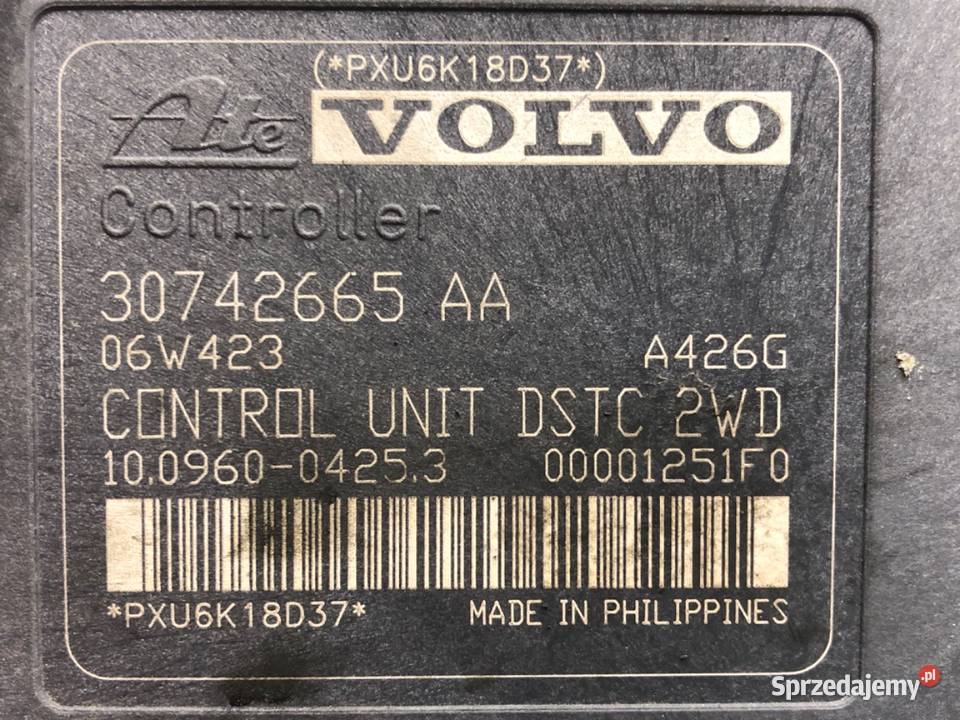 (*PXU6K18D37*)
Ate VOLVO
Controller
30742665 AA
06W423 A426G
CONTROL UNIT DSTC 2WD
10.0960-0425.3 00001251F0
*PXU6K18D37* MADE IN PHILIPPINES
Sprzedajemy.pl